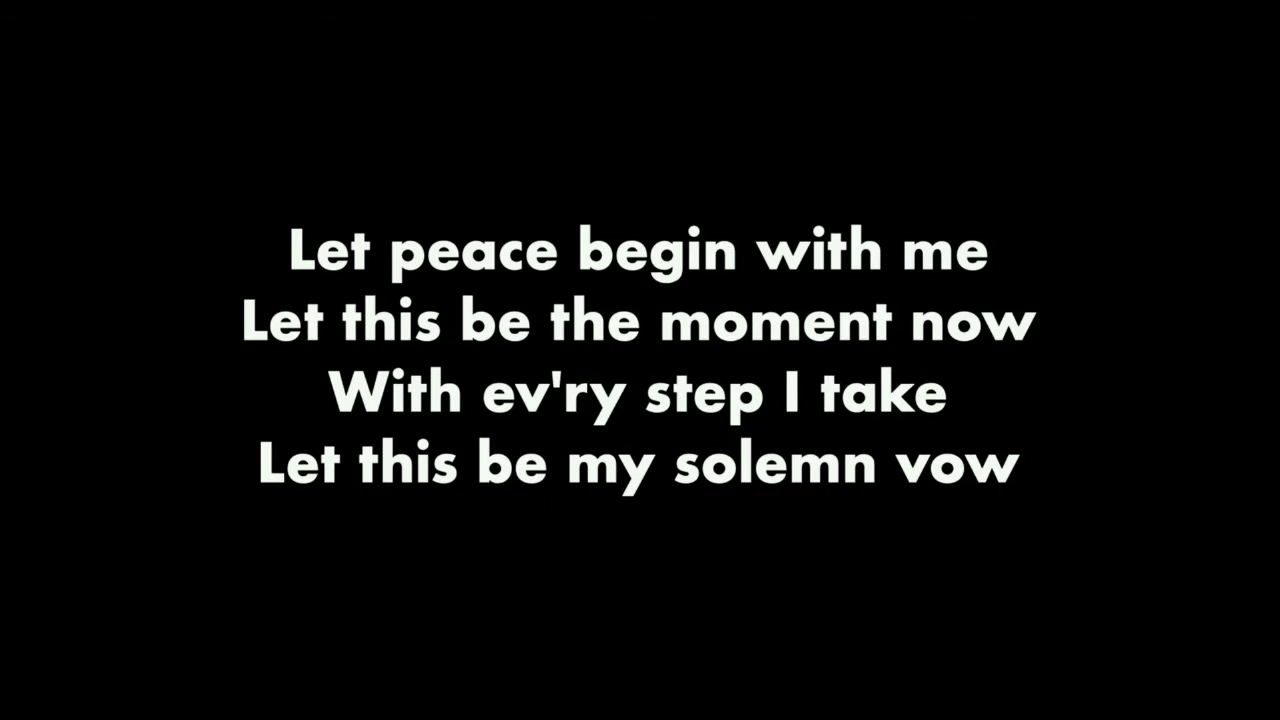 Let peace begin with me
Let this be the moment now
With ev'ry step I take
Let this be my solemn vow